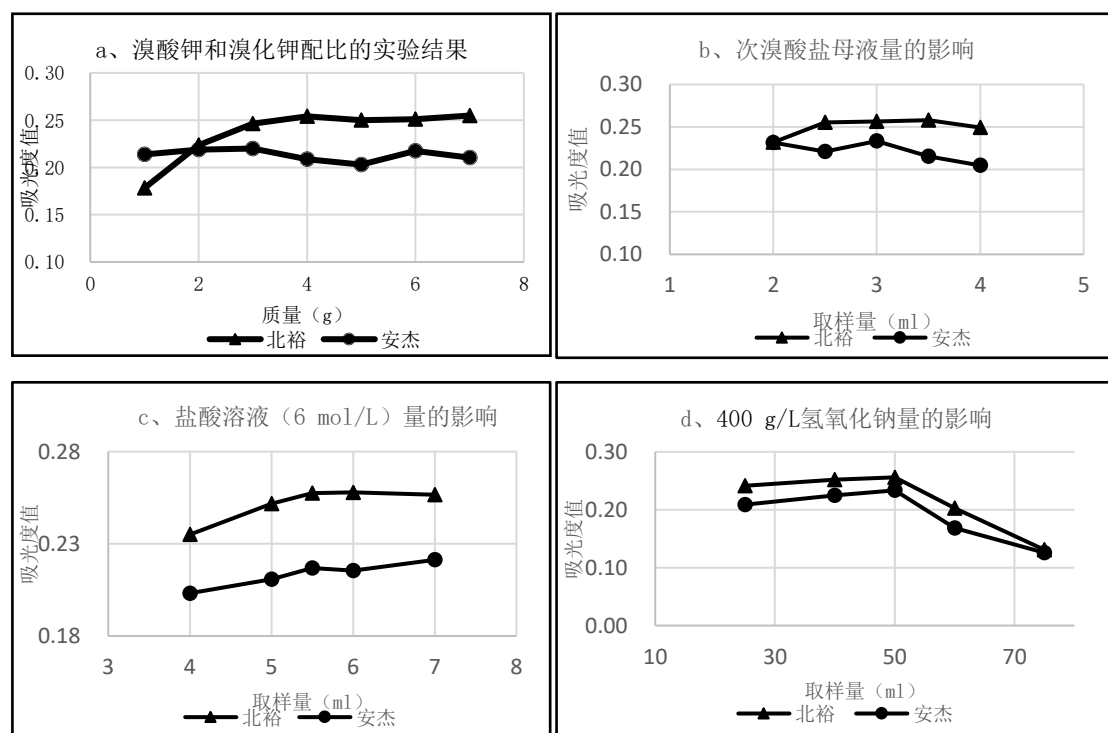 a、溴酸钾和溴化钾配比的实验结果
0.30
0.25
0.20
0.15
0.10
吸光度值
0 2 4 6 8
质量（g）
北裕 安杰
b、次溴酸盐母液量的影响
0.30
0.25
0.20
0.15
0.10
吸光度值
1 2 3 4 5
取样量（ml）
北裕 安杰
c、盐酸溶液（6 mol/L）量的影响
0.28
0.23
0.18
吸光度值
3 4 5 6 7 8
取样量（ml）
北裕 安杰
d、400 g/L氢氧化钠量的影响
0.30
0.20
0.10
0.00
吸光度值
10 30 50 70
取样量（ml）
北裕 安杰